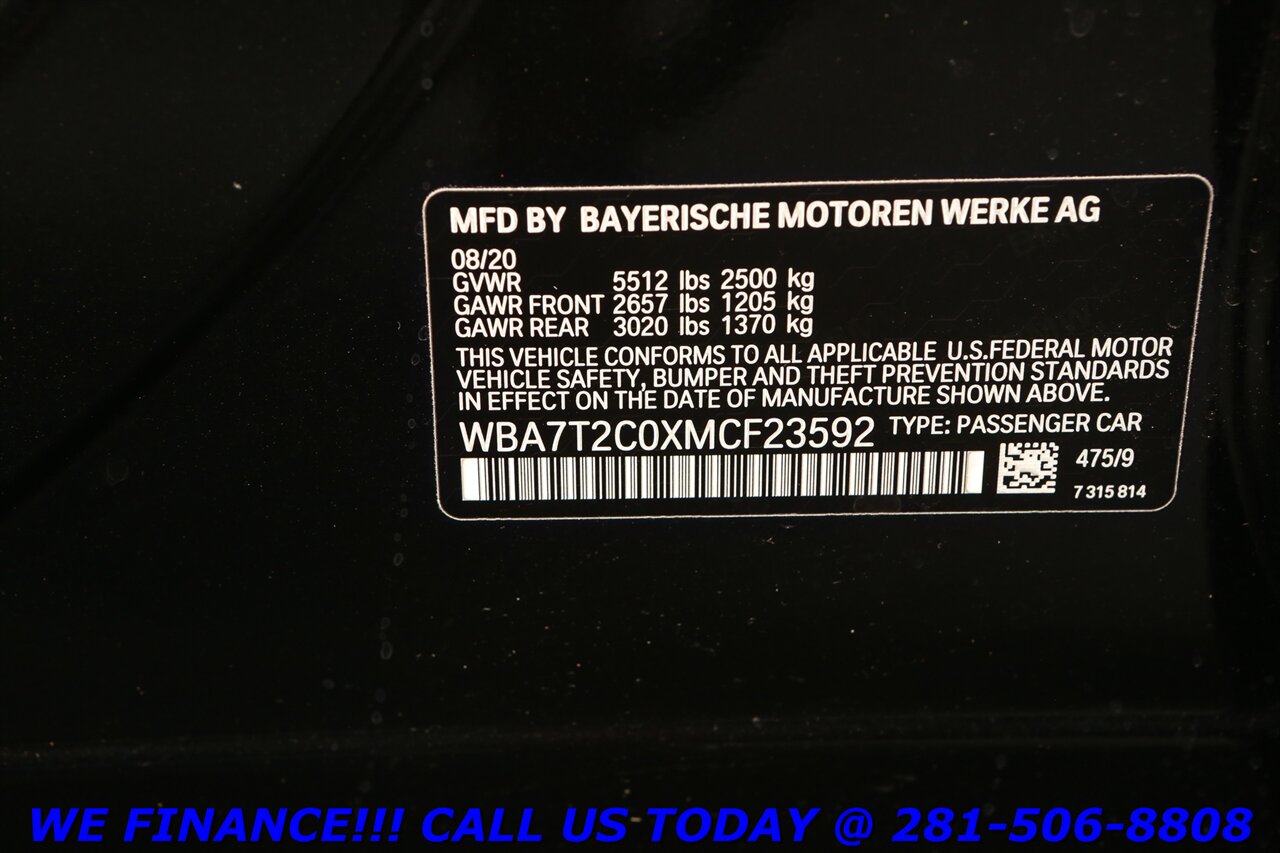 MFD BY BAYERISCHE MOTOREN WERKE AG
08/20
GVWR 5512 lbs 2500 kg
GAWR FRONT 2657 lbs 1205 kg
GAWR REAR 3020 lbs 1370 kg
THIS VEHICLE CONFORMS TO ALL APPLICABLE U.S.FEDERAL MOTOR
VEHICLE SAFETY, BUMPER AND THEFT PREVENTION STANDARDS
IN EFFECT ON THE DATE OF MANUFACTURE SHOWN ABOVE.
WBA7T2C0XMCF23592 TYPE: PASSENGER CAR
475/9
7 315 814
WE FINANCE!!! CALL US TODAY @ 281-506-8808